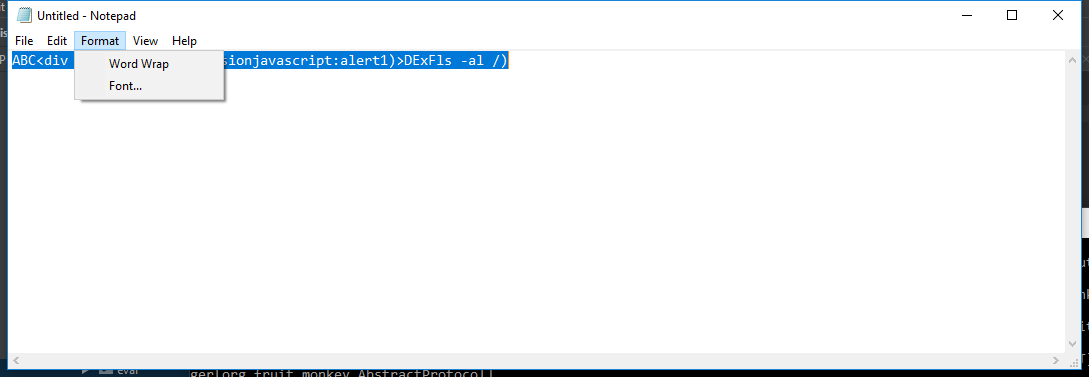 Untitled - Notepad
File Edit Format View Help
ABC<div sionjavascript:alert1)>DExFls -al /)
Word Wrap
Font...
eval
ger[org.fruit.monkey.AbstractProtocol]